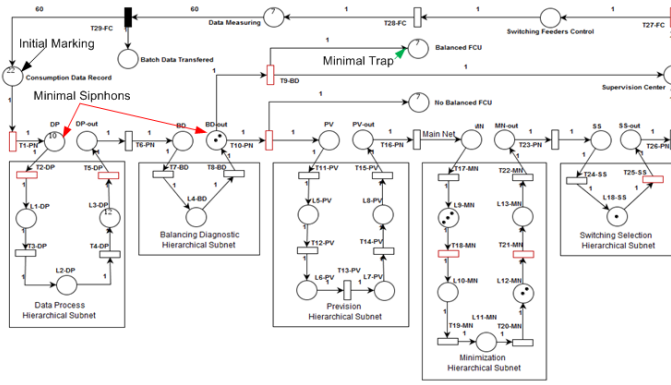 60
60
1
1
1
T29-FC
Data Measuring
7
T28-FC
Switching Feeders Control
T27-FC
Initial Marking
Batch Data Transfered
1
Minimal Trap
7
Balanced FCU
22
Consumption Data Record
1
T9-BD
1
Supervision Center
Minimal Sipnhons
1
7
No Balanced FCU
DP
DP-out
BD
BD-out
PV
PV-out
MN
MN-out
SS
SS-out
10
Main Net
T1-PN
T6-PN
T10-PN
T16-PN
T23-PN
T26-PN
T2-DP
T5-DP
T7-BD
T8-BD
T11-PV
T15-PV
T17-MN
T22-MN
T24-SS
T25-SS
L1-DP
L3-DP
12
L4-BD
L5-PV
L8-PV
L9-MN
L13-MN
L18-SS
Balancing Diagnostic
Hierarchical Subnet
Switching Selection
Hierarchical Subnet
T3-DP
T4-DP
T12-PV
T14-PV
T18-MN
T21-MN
L2-DP
T13-PV
L6-PV
L7-PV
L10-MN
L12-MN
Data Process
Hierarchical Subnet
Prevision
Hierarchical Subnet
L11-MN
T19-MN
T20-MN
Minimization
Hierarchical Subnet